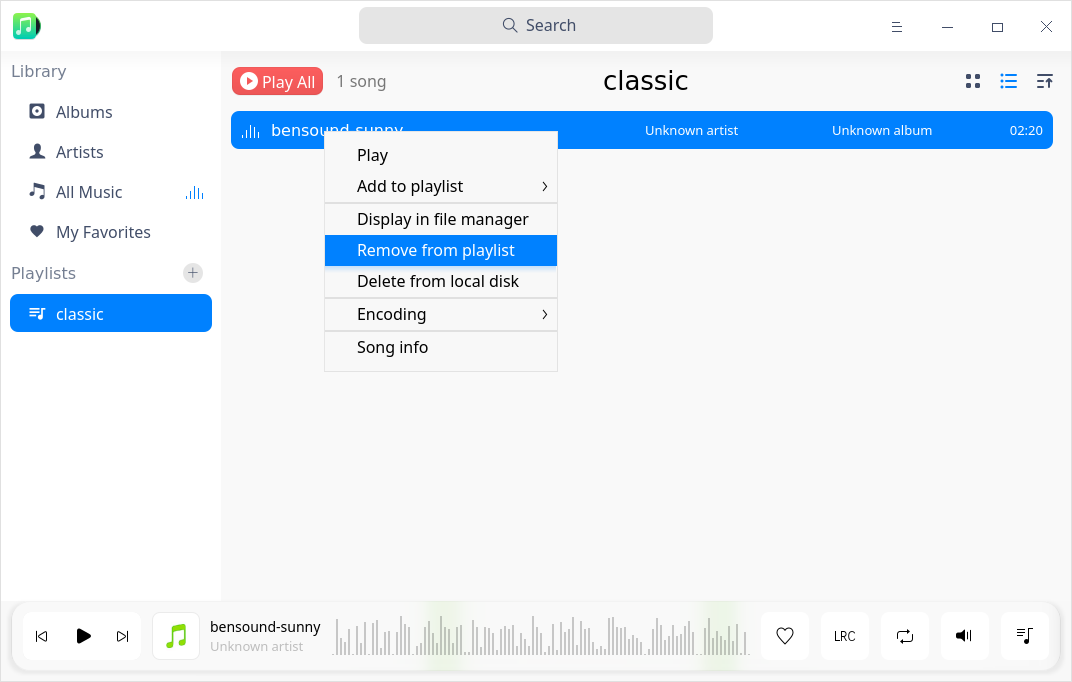 Search
Library
Albums
Artists
All Music
My Favorites
Playlists
classic
Play All
1 song
classic
bensound-sunny
Unknown artist
Unknown album
02:20
Play
Add to playlist
Display in file manager
Remove from playlist
Delete from local disk
Encoding
Song info
bensound-sunny
Unknown artist
LRC